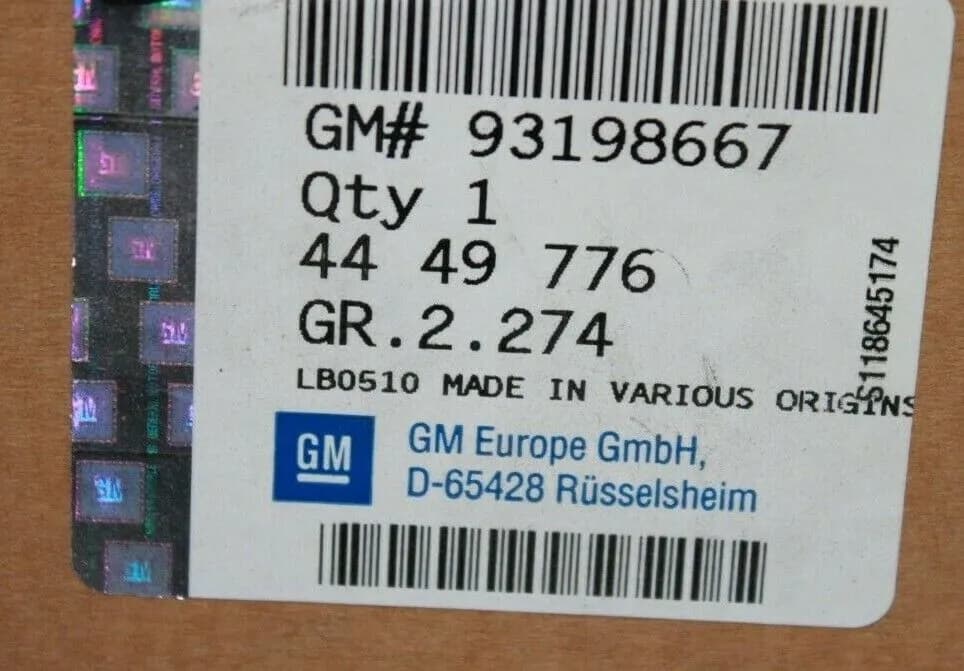 GM# 93198667
Qty 1
44 49 776
GR.2.274
LB0510 MADE IN VARIOUS ORIGINS
S118645174
GM
GM Europe GmbH,
D-65428 Rüsselsheim